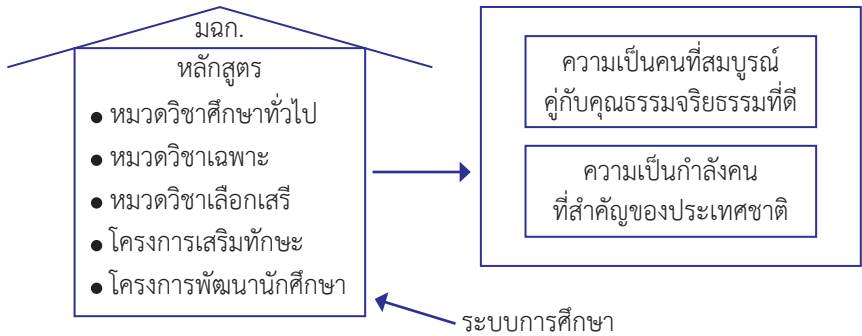 มฉก.
หลักสูตร
● หมวดวิชาศึกษาทั่วไป
● หมวดวิชาเฉพาะ
● หมวดวิชาเลือกเสรี
● โครงการเสริมทักษะ
● โครงการพัฒนานักศึกษา
ความเป็นคนที่สมบูรณ์
คู่กับคุณธรรมจริยธรรมที่ดี
ความเป็นกำลังคน
ที่สำคัญของประเทศชาติ
ระบบการศึกษา